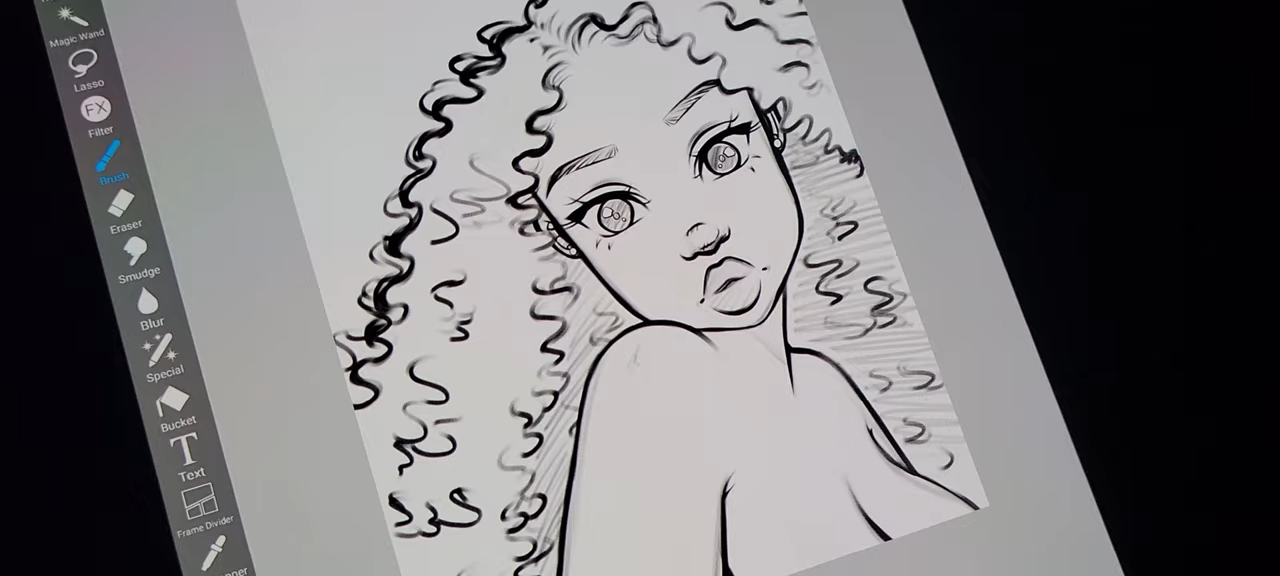 Magic Wand
Lasso
FX
Filter
Brush
Eraser
Smudge
Blur
Special
Bucket
T
Text
Frame Divider